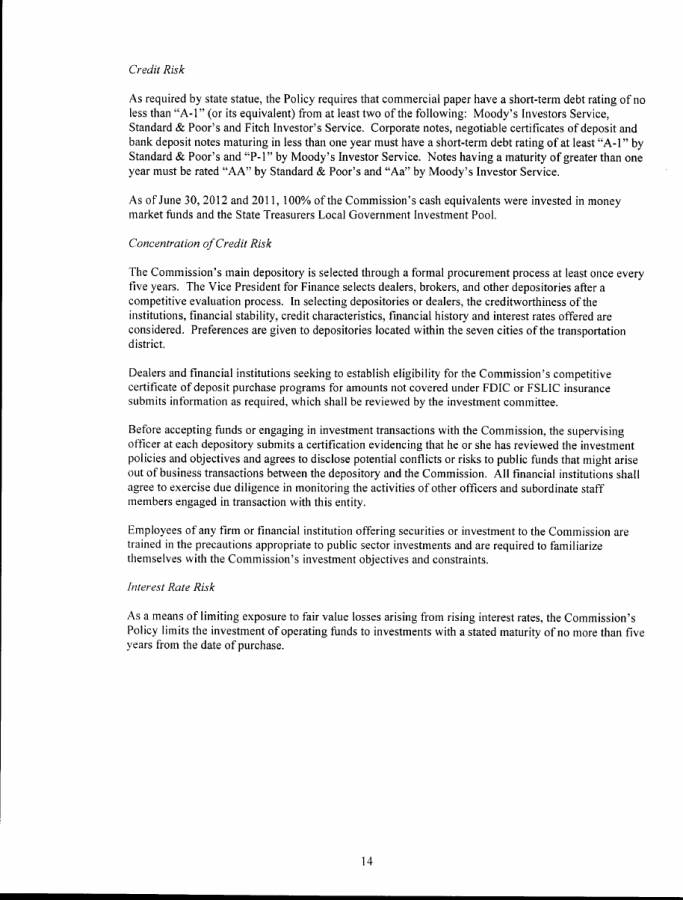 Credit Risk
As required by state statue, the Policy requires that commercial paper have a short-term debt rating of no
less than “A-1” (or its equivalent) from at least two of the following: Moody’s Investors Service,
Standard & Poor’s and Fitch Investor’s Service. Corporate notes, negotiable certificates of deposit and
bank deposit notes maturing in less than one year must have a short-term debt rating of at least “A-1” by
Standard & Poor’s and “P-1” by Moody’s Investor Service. Notes having a maturity of greater than one
year must be rated “AA” by Standard & Poor’s and “Aa” by Moody’s Investor Service.
As of June 30, 2012 and 2011, 100% of the Commission’s cash equivalents were invested in money
market funds and the State Treasurers Local Government Investment Pool.
Concentration of Credit Risk
The Commission’s main depository is selected through a formal procurement process at least once every
five years. The Vice President for Finance selects dealers, brokers, and other depositories after a
competitive evaluation process. In selecting depositories or dealers, the creditworthiness of the
institutions, financial stability, credit characteristics, financial history and interest rates offered are
considered. Preferences are given to depositories located within the seven cities of the transportation
district.
Dealers and financial institutions seeking to establish eligibility for the Commission’s competitive
certificate of deposit purchase programs for amounts not covered under FDIC or FSLIC insurance
submits information as required, which shall be reviewed by the investment committee.
Before accepting funds or engaging in investment transactions with the Commission, the supervising
officer at each depository submits a certification evidencing that he or she has reviewed the investment
policies and objectives and agrees to disclose potential conflicts or risks to public funds that might arise
out of business transactions between the depository and the Commission. All financial institutions shall
agree to exercise due diligence in monitoring the activities of other officers and subordinate staff
members engaged in transaction with this entity.
Employees of any firm or financial institution offering securities or investment to the Commission are
trained in the precautions appropriate to public sector investments and are required to familiarize
themselves with the Commission’s investment objectives and constraints.
Interest Rate Risk
As a means of limiting exposure to fair value losses arising from rising interest rates, the Commission’s
Policy limits the investment of operating funds to investments with a stated maturity of no more than five
years from the date of purchase.
14